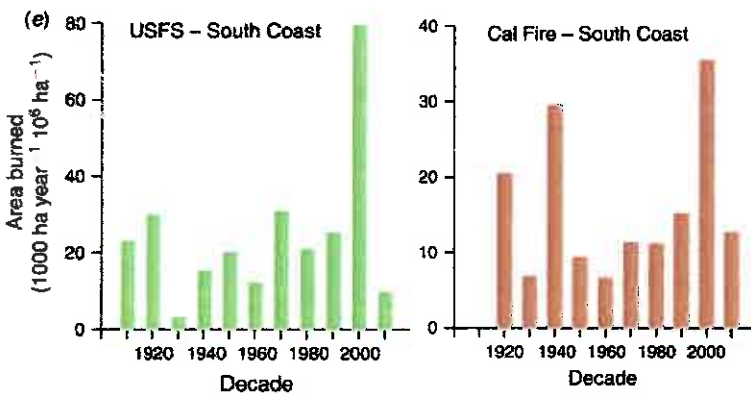 (e)
USFS – South Coast
Area burned
(1000 ha year⁻¹ 10⁶ ha⁻¹)
80
60
40
20
0
1920 1940 1960 1980 2000
Decade
Cal Fire – South Coast
40
30
20
10
0
1920 1940 1960 1980 2000
Decade